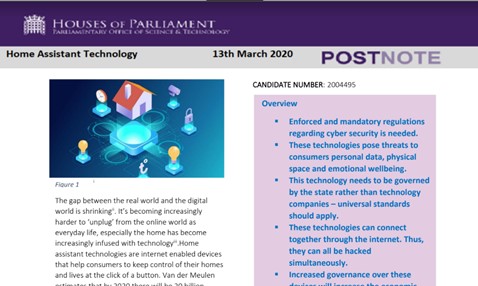 HOUSES OF PARLIAMENT
PARLIAMENTARY OFFICE OF SCIENCE & TECHNOLOGY
Home Assistant Technology 13th March 2020 POSTNOTE
CANDIDATE NUMBER: 2004495
Figure 1
The gap between the real world and the digital
world is shrinking. It's becoming increasingly
harder to 'unplug' from the online world as
everyday life, especially the home has become
increasingly infused with technology.Home
assistant technologies are internet enabled devices
that help consumers to keep control of their homes
and lives at the click of a button. Van der Meulen
estimates that by 2020 there will be 20 billion
Overview
▪ Enforced and mandatory regulations
regarding cyber security is needed.
▪ These technologies pose threats to
consumers personal data, physical
space and emotional wellbeing.
▪ This technology needs to be governed
by the state rather than technology
companies – universal standards
should apply.
▪ These technologies can connect
together through the internet. Thus,
they can all be hacked
simultaneously.
▪ Increased governance over these
devices will increase the economic